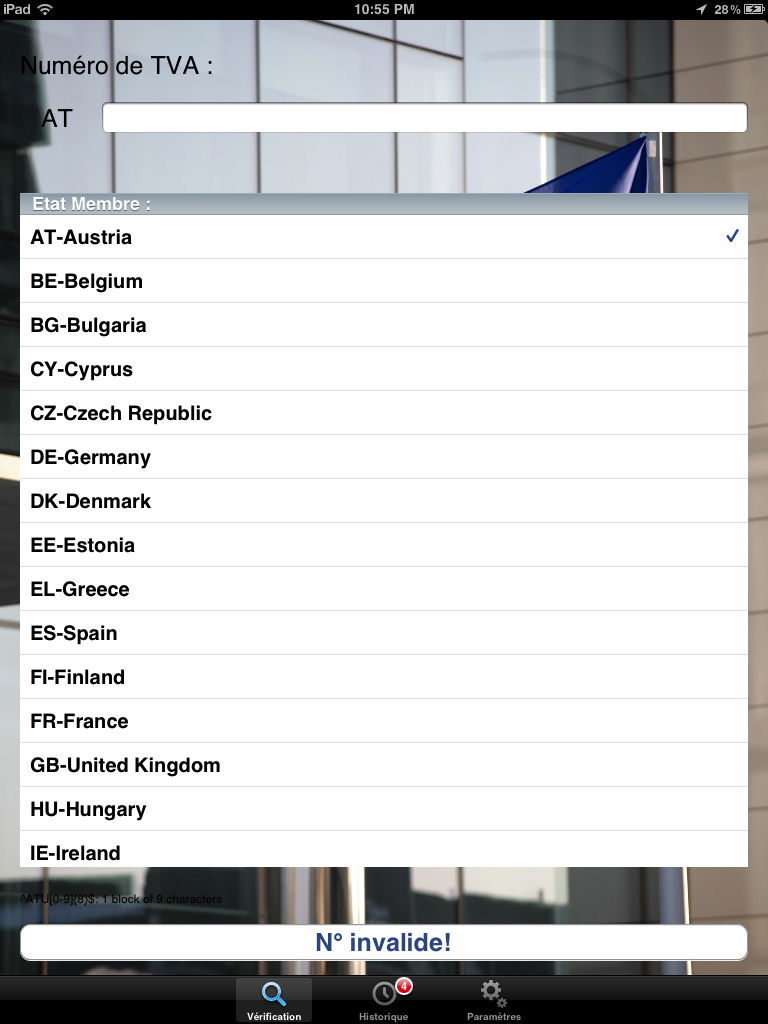 iPad 10:55 PM 28%
Numéro de TVA :
AT
Etat Membre :
AT-Austria
BE-Belgium
BG-Bulgaria
CY-Cyprus
CZ-Czech Republic
DE-Germany
DK-Denmark
EE-Estonia
EL-Greece
ES-Spain
FI-Finland
FR-France
GB-United Kingdom
HU-Hungary
IE-Ireland
^ATU[0-9]{8}$: 1 block of 9 characters
N° invalide!
4
Vérification Historique Paramètres